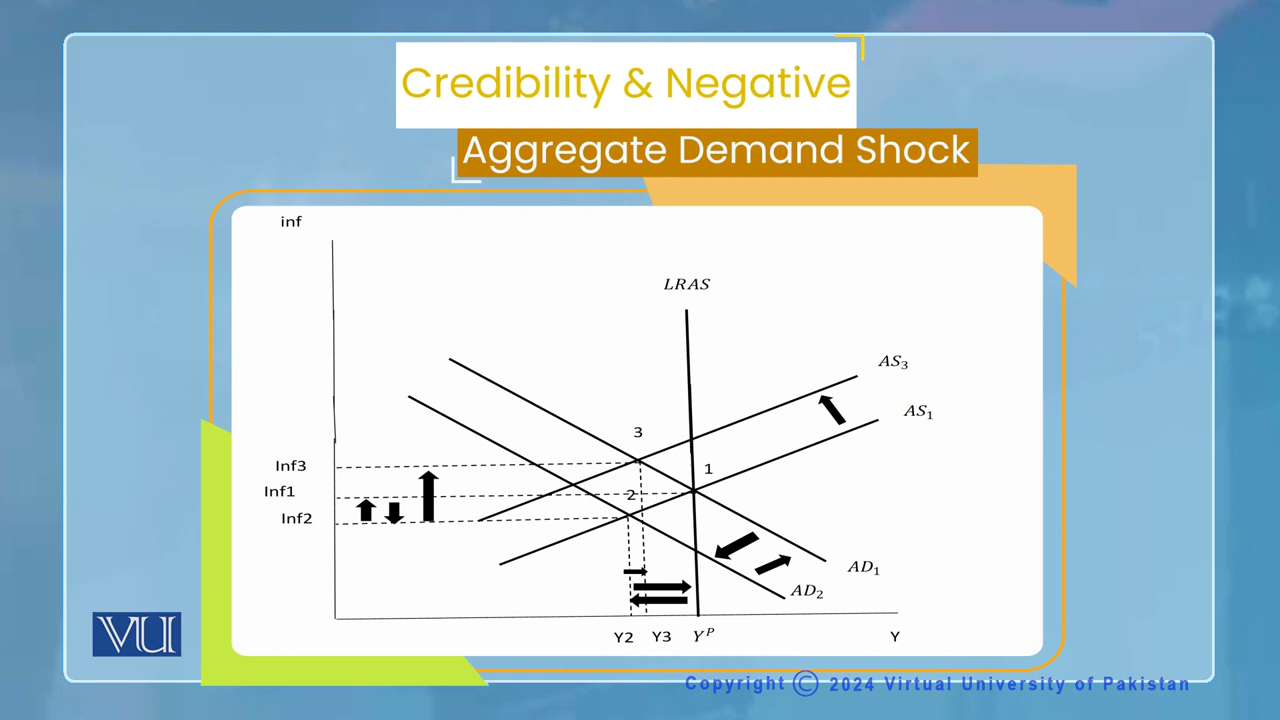 Credibility & Negative
Aggregate Demand Shock
inf
LRAS
AS₃
AS₁
3
1
Inf3
Inf1
2
Inf2
AD₁
AD₂
Y2 Y3 Yᴾ Y
VU
Copyright © 2024 Virtual University of Pakistan